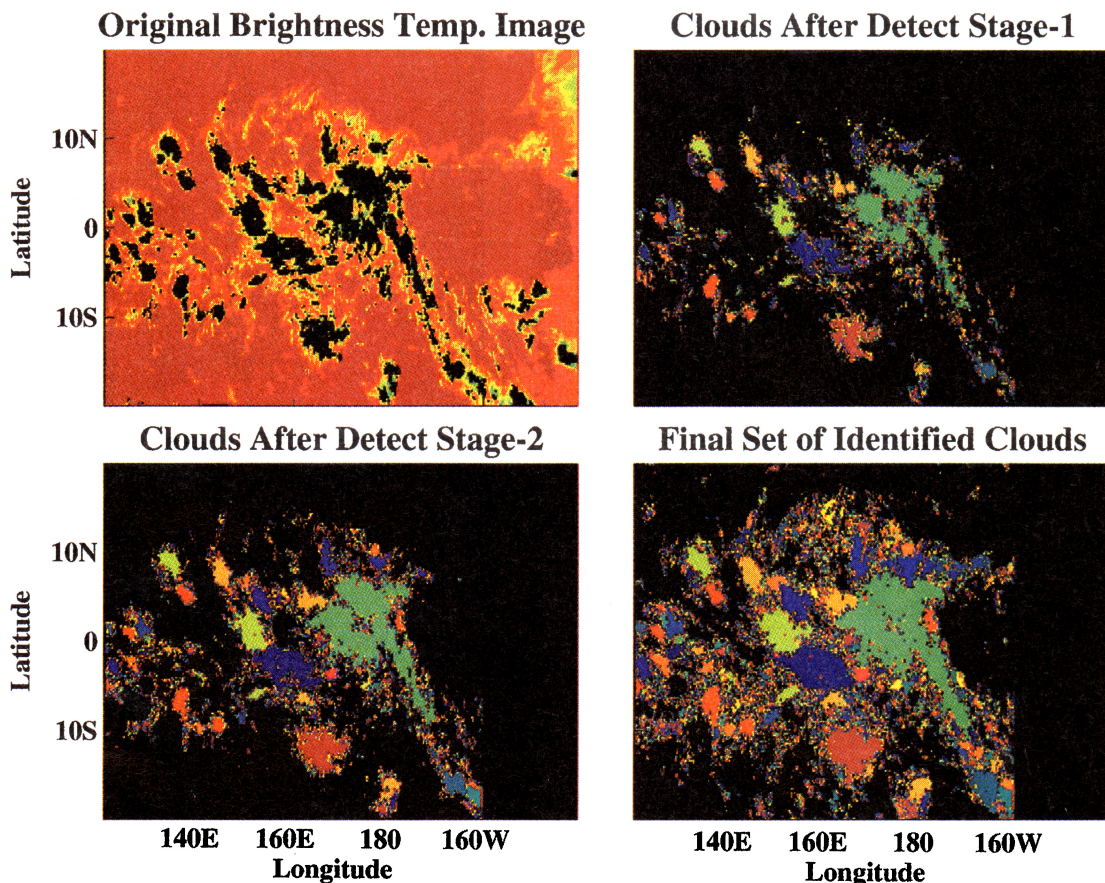 Original Brightness Temp. Image
Clouds After Detect Stage-1
Latitude
10N
0
10S
Clouds After Detect Stage-2
Final Set of Identified Clouds
Latitude
10N
0
10S
140E 160E 180 160W
Longitude
140E 160E 180 160W
Longitude